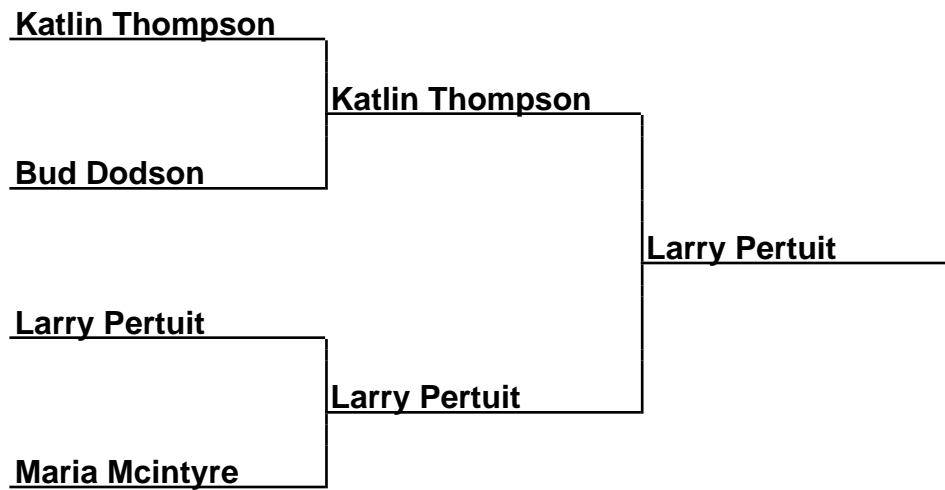 Katlin Thompson
Katlin Thompson
Bud Dodson
Larry Pertuit
Larry Pertuit
Larry Pertuit
Maria Mcintyre